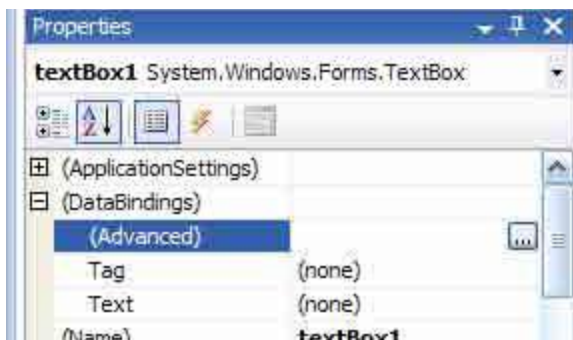 Properties
textBox1 System.Windows.Forms.TextBox
(ApplicationSettings)
(DataBindings)
(Advanced) ...
Tag (none)
Text (none)
(Name) textBox1